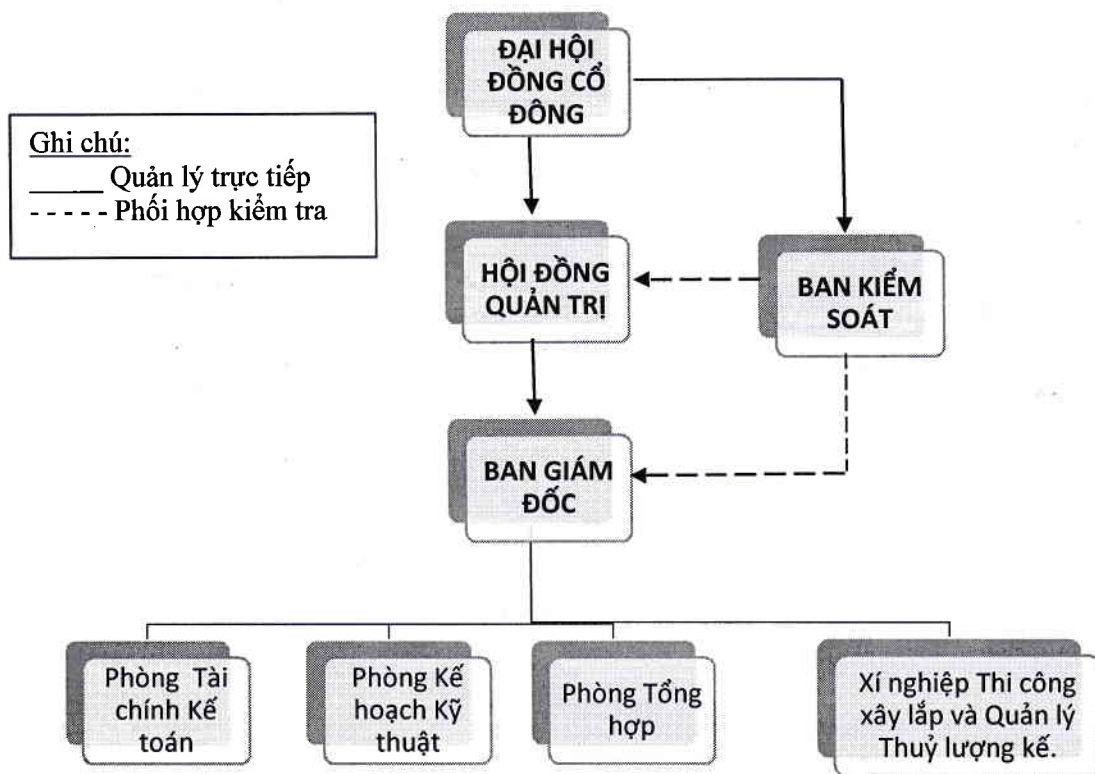 ĐẠI HỘI
ĐỒNG CỔ
ĐÔNG
Ghi chú:
______ Quản lý trực tiếp
- - - - - Phối hợp kiểm tra
HỘI ĐỒNG
QUẢN TRỊ
BAN KIỂM
SOÁT
BAN GIÁM
ĐỐC
Phòng Tài
chính Kế
toán
Phòng Kế
hoạch Kỹ
thuật
Phòng Tổng
hợp
Xí nghiệp Thi công
xây lắp và Quản lý
Thuỷ lượng kế.